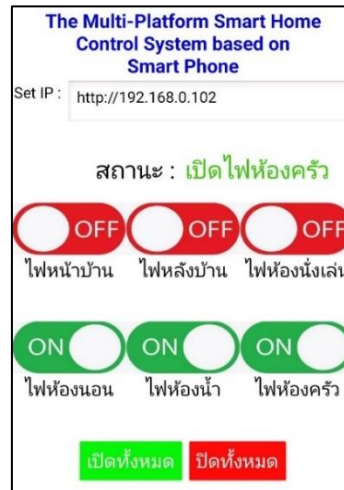 The Multi-Platform Smart Home
Control System based on
Smart Phone
Set IP : http://192.168.0.102
สถานะ : เปิดไฟห้องครัว
OFF OFF OFF
ไฟหน้าบ้าน ไฟหลังบ้าน ไฟห้องนั่งเล่น
ON ON ON
ไฟห้องนอน ไฟห้องน้ำ ไฟห้องครัว
เปิดทั้งหมด ปิดทั้งหมด